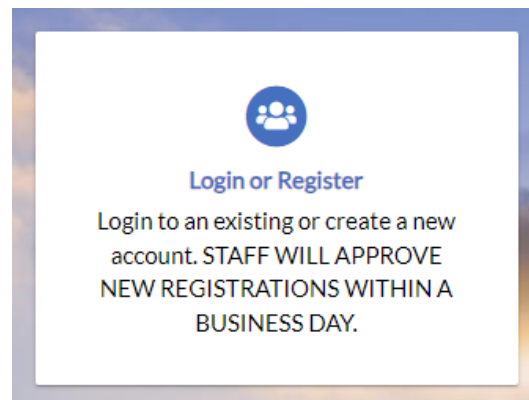 Login or Register
Login to an existing or create a new
account. STAFF WILL APPROVE
NEW REGISTRATIONS WITHIN A
BUSINESS DAY.